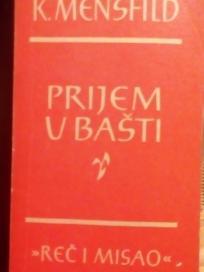 K. MENSFILD
PRIJEM
U BAŠTI
»REČ I MISAO«